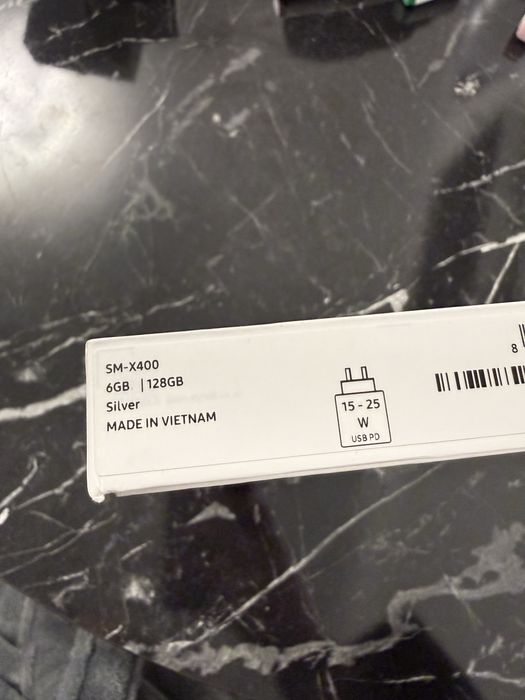 SM-X400
6GB | 128GB
Silver
MADE IN VIETNAM
15 - 25
W
USB PD
8